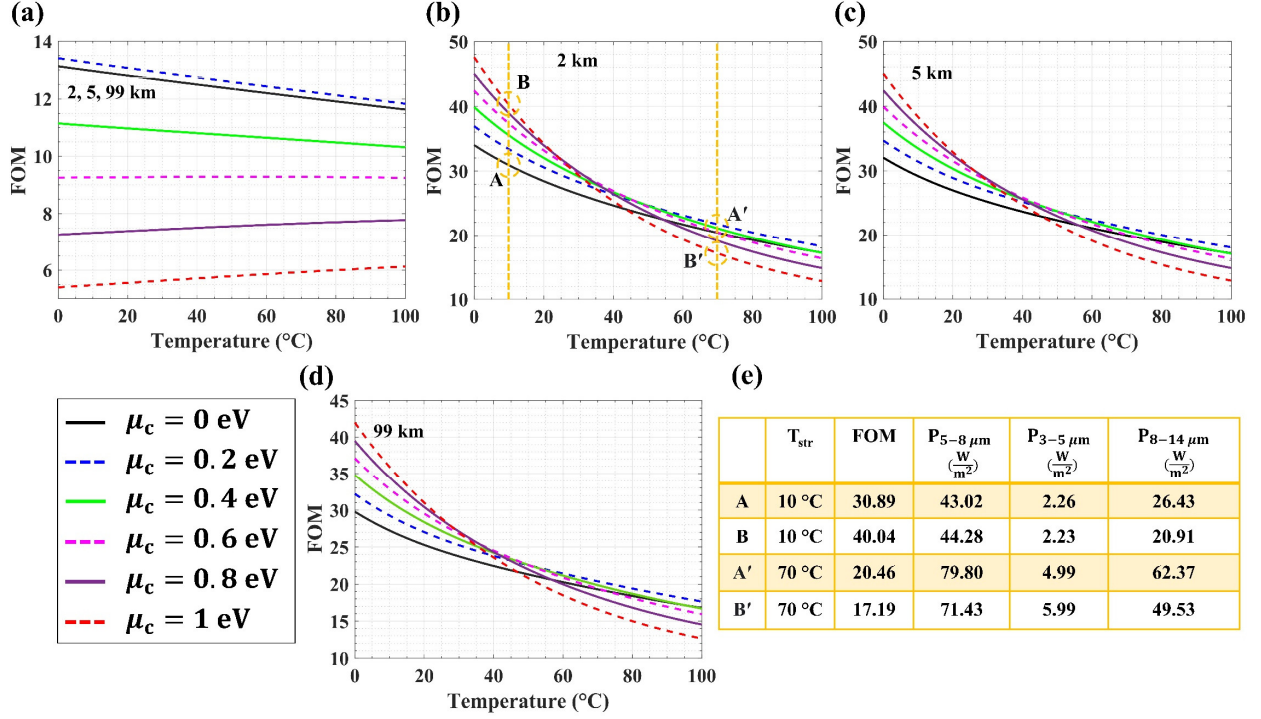 (a)
14
12
10
8
6
FOM
2, 5, 99 km
0 20 40 60 80 100
Temperature (°C)
(b)
50
40
30
20
10
FOM
2 km
B
A
A′
B′
0 20 40 60 80 100
Temperature (°C)
(c)
50
40
30
20
10
FOM
5 km
0 20 40 60 80 100
Temperature (°C)
μc = 0 eV
μc = 0.2 eV
μc = 0.4 eV
μc = 0.6 eV
μc = 0.8 eV
μc = 1 eV
(d)
45
40
35
30
25
20
15
10
FOM
99 km
0 20 40 60 80 100
Temperature (°C)
(e)
Tstr FOM P5−8 μm (W/m²) P3−5 μm (W/m²) P8−14 μm (W/m²)
A 10 °C 30.89 43.02 2.26 26.43
B 10 °C 40.04 44.28 2.23 20.91
A′ 70 °C 20.46 79.80 4.99 62.37
B′ 70 °C 17.19 71.43 5.99 49.53